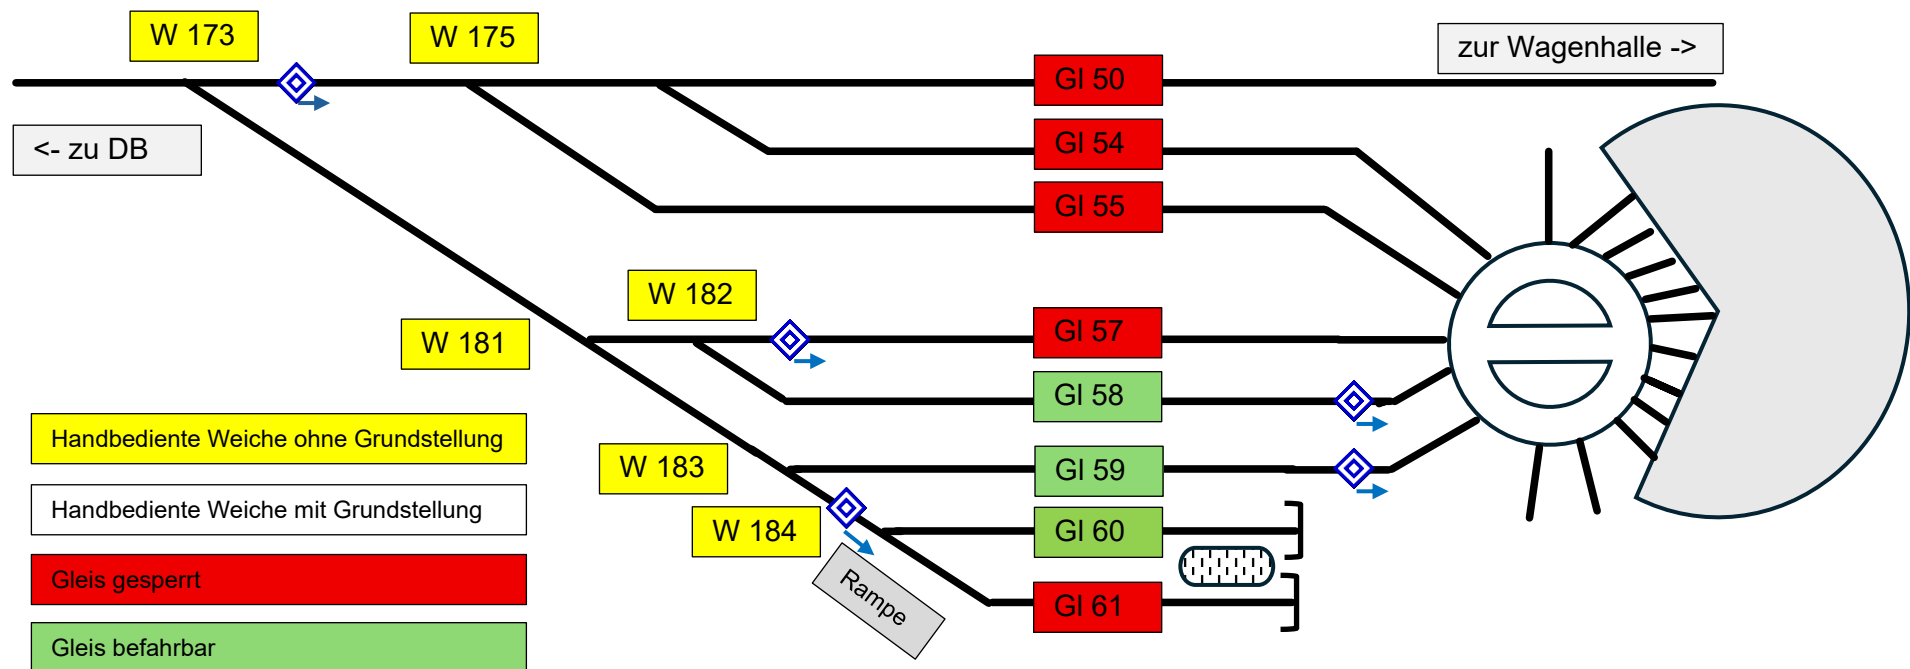 W 173
W 175
zur Wagenhalle ->
Gl 50
<- zu DB
Gl 54
Gl 55
W 182
W 181
Gl 57
Gl 58
Handbediente Weiche ohne Grundstellung
W 183
Gl 59
Handbediente Weiche mit Grundstellung
W 184
Gl 60
Gleis gesperrt
Rampe
Gl 61
Gleis befahrbar